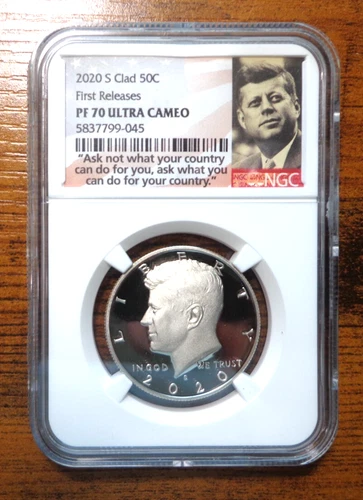 2020 S Clad 50C
First Releases
PF 70 ULTRA CAMEO
5837799-045
"Ask not what your country
can do for you, ask what you
can do for your country."
NGC
LIBERTY
IN GOD WE TRUST
S
2020